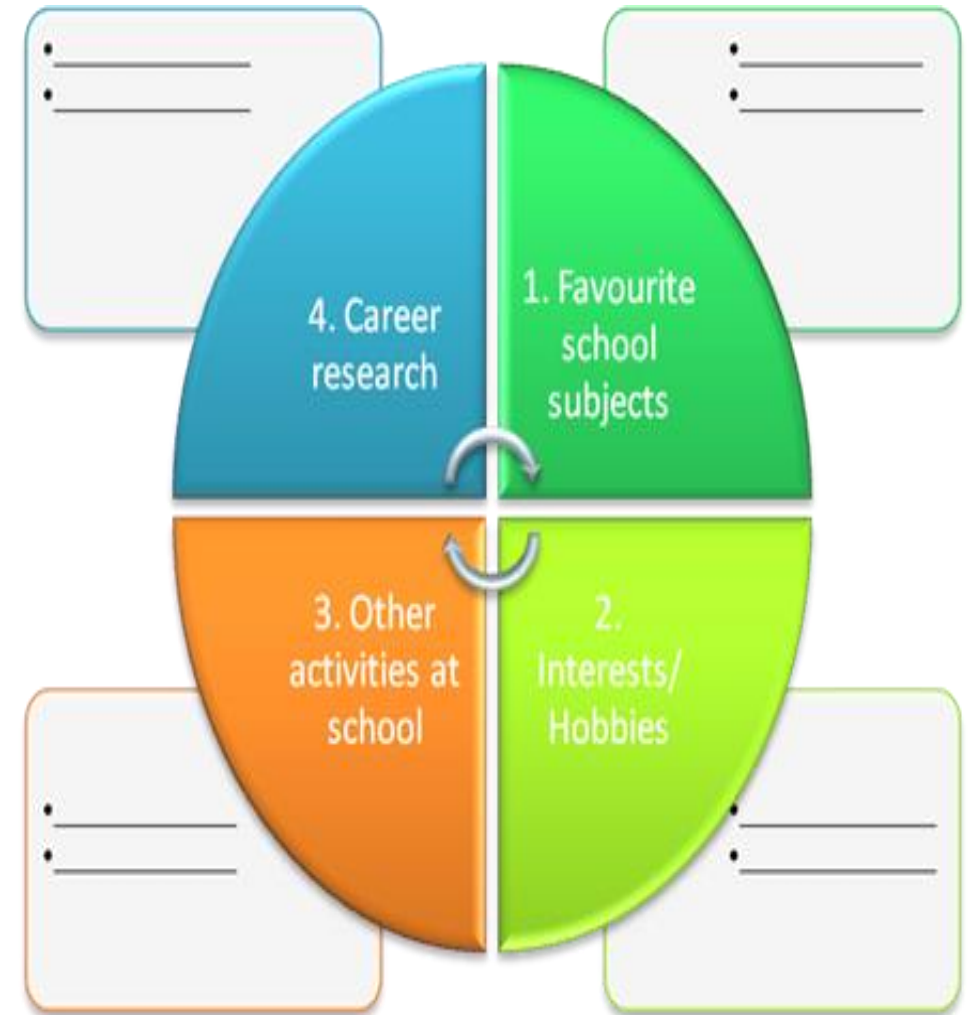 1. Favourite
school
subjects
2.
Interests/
Hobbies
3. Other
activities at
school
4. Career
research